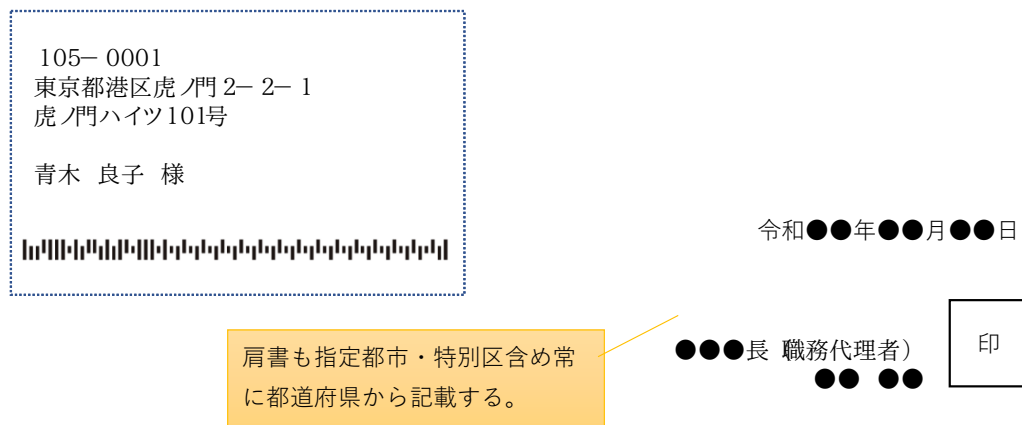 105－0001
東京都港区虎ノ門2－2－1
虎ノ門ハイツ101号
青木 良子 様
令和●●年●●月●●日
肩書も指定都市・特別区含め常
に都道府県から記載する。
●●●長 職務代理者）
●● ●●
印